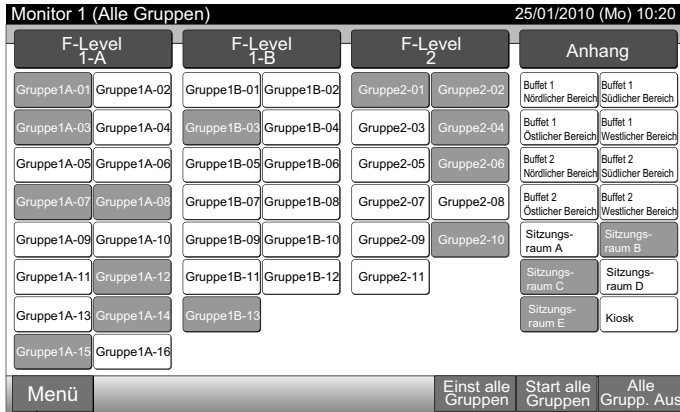 Monitor 1 (Alle Gruppen) 25/01/2010 (Mo) 10:20
F-Level
1-A
F-Level
1-B
F-Level
2
Anhang
Gruppe1A-01 Gruppe1A-02
Gruppe1A-03 Gruppe1A-04
Gruppe1A-05 Gruppe1A-06
Gruppe1A-07 Gruppe1A-08
Gruppe1A-09 Gruppe1A-10
Gruppe1A-11 Gruppe1A-12
Gruppe1A-13 Gruppe1A-14
Gruppe1A-15 Gruppe1A-16
Gruppe1B-01 Gruppe1B-02
Gruppe1B-03 Gruppe1B-04
Gruppe1B-05 Gruppe1B-06
Gruppe1B-07 Gruppe1B-08
Gruppe1B-09 Gruppe1B-10
Gruppe1B-11 Gruppe1B-12
Gruppe1B-13
Gruppe2-01 Gruppe2-02
Gruppe2-03 Gruppe2-04
Gruppe2-05 Gruppe2-06
Gruppe2-07 Gruppe2-08
Gruppe2-09 Gruppe2-10
Gruppe2-11
Buffet 1
Nördlicher Bereich
Buffet 1
Südlicher Bereich
Buffet 1
Östlicher Bereich
Buffet 1
Westlicher Bereich
Buffet 2
Nördlicher Bereich
Buffet 2
Südlicher Bereich
Buffet 2
Östlicher Bereich
Buffet 2
Westlicher Bereich
Sitzungs-
raum A
Sitzungs-
raum B
Sitzungs-
raum C
Sitzungs-
raum D
Sitzungs-
raum E
Kiosk
Menü
Einst alle
Gruppen
Start alle
Gruppen
Alle
Grupp. Aus